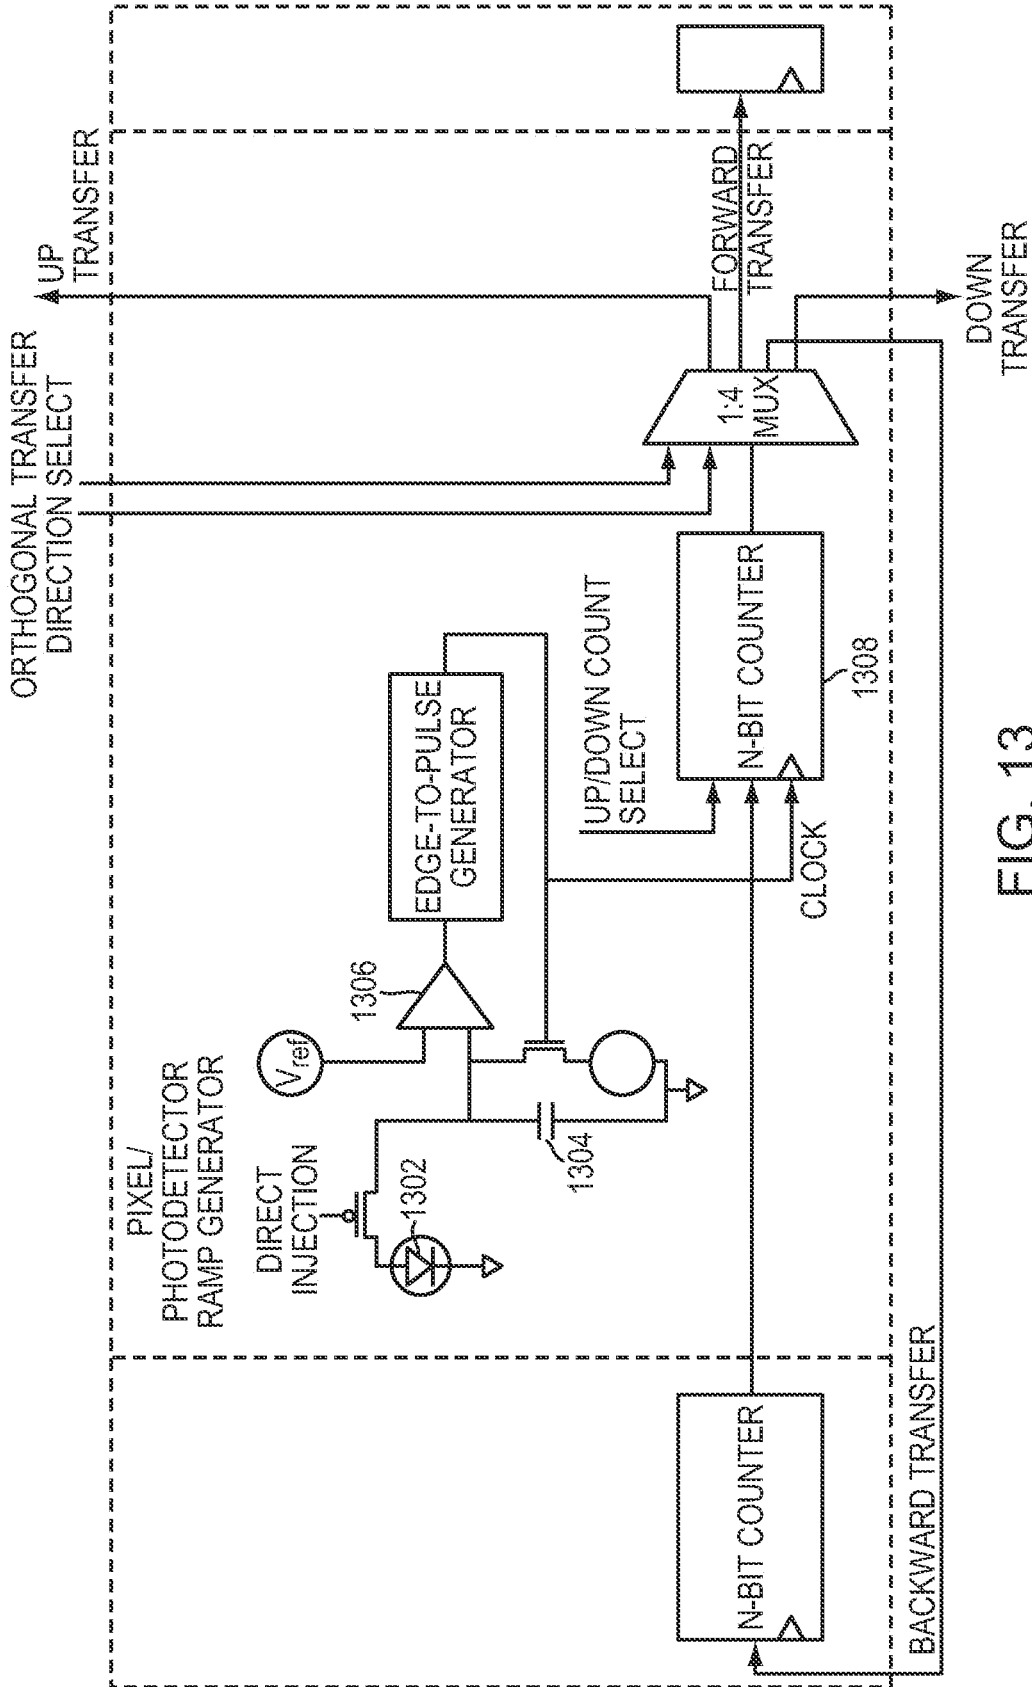 ORTHOGONAL TRANSFER
DIRECTION SELECT
UP
TRANSFER
PIXEL/
PHOTODETECTOR
RAMP GENERATOR
DIRECT
INJECTION
1302
1304
Vref
1306
EDGE-TO-PULSE
GENERATOR
UP/DOWN COUNT
SELECT
CLOCK
N-BIT COUNTER
N-BIT COUNTER
1308
1:4
MUX
FORWARD
TRANSFER
DOWN
TRANSFER
BACKWARD TRANSFER
FIG. 13